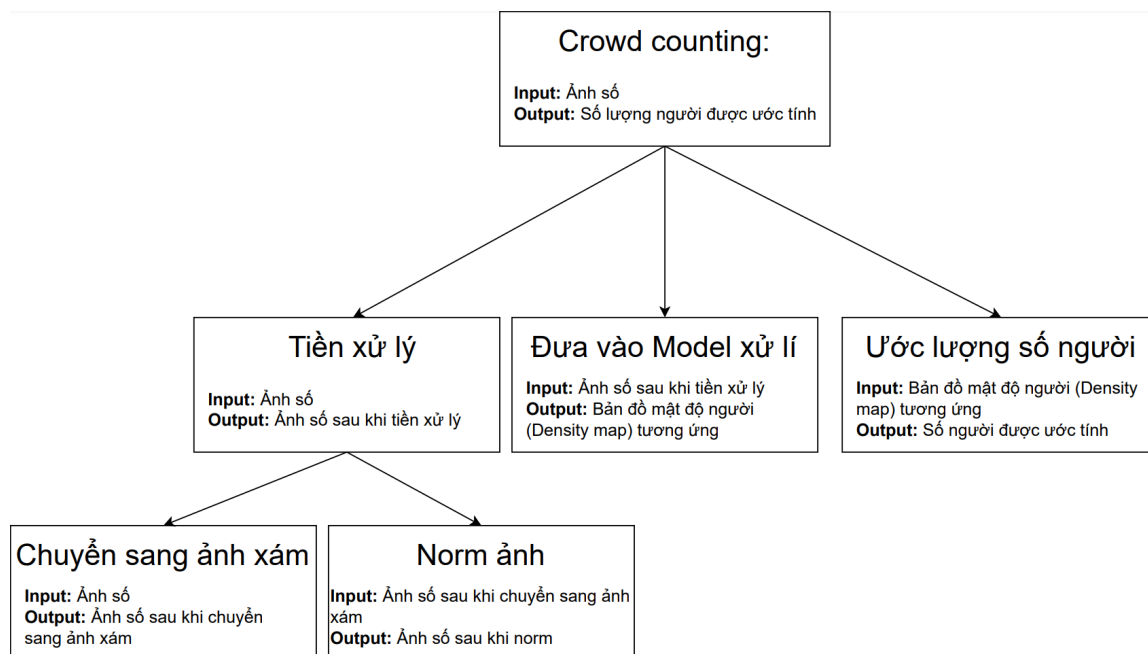 Crowd counting:
Input: Ảnh số
Output: Số lượng người được ước tính
Tiền xử lý
Input: Ảnh số
Output: Ảnh số sau khi tiền xử lý
Đưa vào Model xử lí
Input: Ảnh số sau khi tiền xử lý
Output: Bản đồ mật độ người
(Density map) tương ứng
Ước lượng số người
Input: Bản đồ mật độ người (Density
map) tương ứng
Output: Số người được ước tính
Chuyển sang ảnh xám
Input: Ảnh số
Output: Ảnh số sau khi chuyển
sang ảnh xám
Norm ảnh
Input: Ảnh số sau khi chuyển sang ảnh
xám
Output: Ảnh số sau khi norm